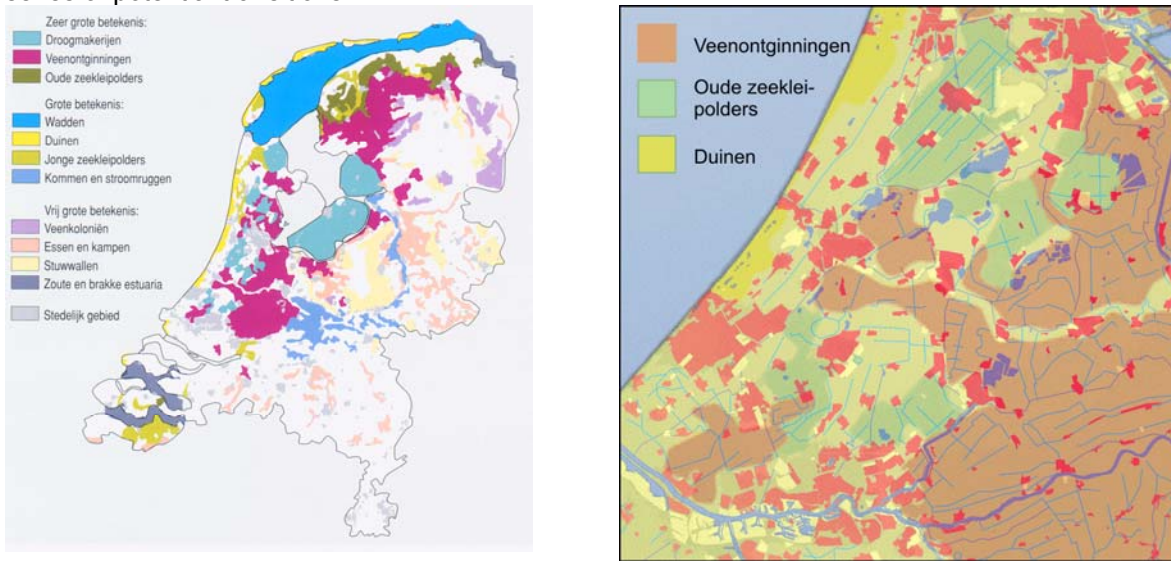 Zeer grote betekenis:
Droogmakerijen
Veenontginningen
Oude zeekleipolders
Grote betekenis:
Wadden
Duinen
Jonge zeekleipolders
Kommen en stroomruggen
Vrij grote betekenis:
Veenkoloniën
Essen en kampen
Stuwwallen
Zoute en brakke estuaria
Stedelijk gebied
Veenontginningen
Oude zeeklei-
polders
Duinen